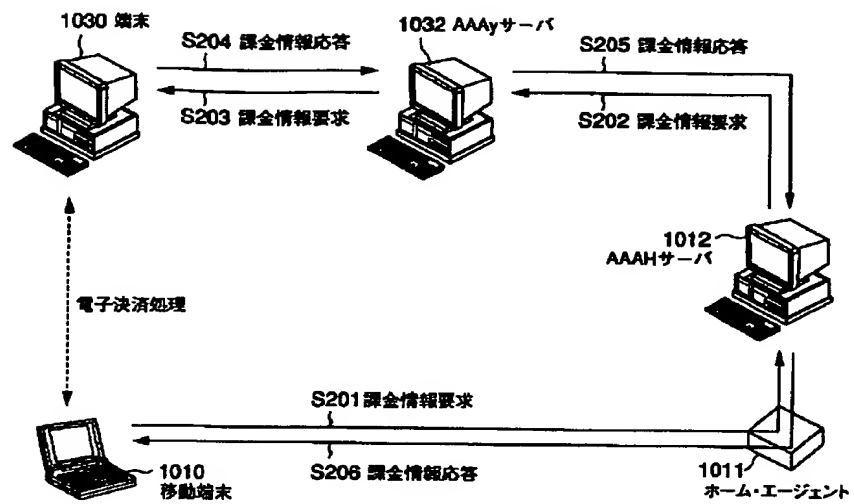 1030 端末
S204 課金情報応答
S203 課金情報要求
1032 AAAyサーバ
S205 課金情報応答
S202 課金情報要求
1012
AAAHサーバ
電子決済処理
S201 課金情報要求
S206 課金情報応答
1010
移動端末
1011
ホーム・エージェント